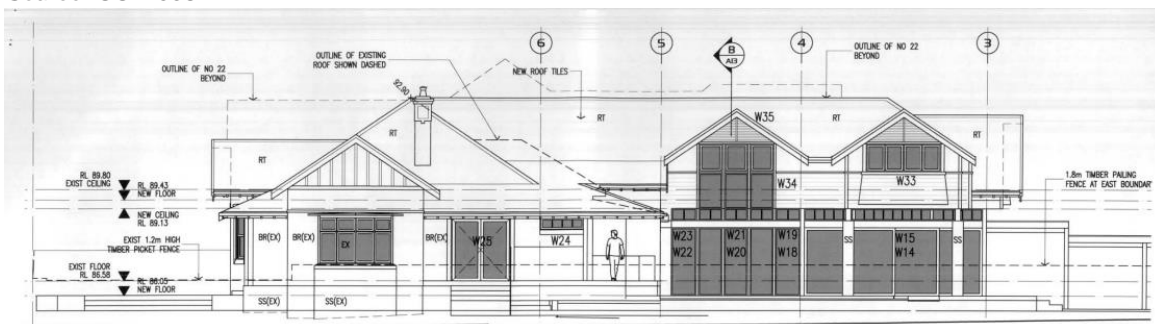 6
5
4
3
B
A13
OUTLINE OF NO 22
BEYOND
OUTLINE OF EXISTING
ROOF SHOWN DASHED
NEW ROOF TILES
OUTLINE OF NO 22
BEYOND
92.90
RT
RT
RT
RT
RT
W35
W34
W33
RL 89.80
EXIST CEILING
RL 89.43
NEW FLOOR
NEW CEILING
RL 89.13
EXIST 1.2m HIGH
TIMBER PICKET FENCE
EXIST FLOOR
RL 86.58
RL 86.05
NEW FLOOR
1.8m TIMBER PAILING
FENCE AT EAST BOUNDAR
BR(EX)
BR(EX)
EX
BR(EX)
W25
W24
W23
W22
W21
W20
W19
W18
SS
W15
W14
SS
SS(EX)
SS(EX)